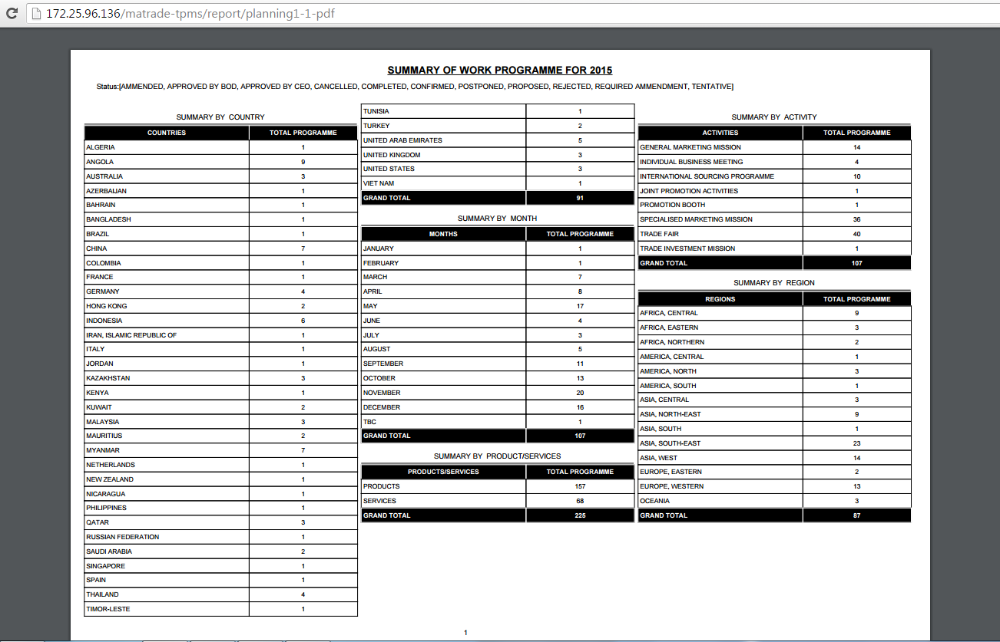 172.25.96.136/matrade-tpms/report/planning1-1-pdf
SUMMARY OF WORK PROGRAMME FOR 2015
Status:[AMMENDED, APPROVED BY BOD, APPROVED BY CEO, CANCELLED, COMPLETED, CONFIRMED, POSTPONED, PROPOSED, REJECTED, REQUIRED AMMENDMENT, TENTATIVE]
SUMMARY BY COUNTRY
COUNTRIES TOTAL PROGRAMME
ALGERIA 1
ANGOLA 9
AUSTRALIA 3
AZERBAIJAN 1
BAHRAIN 1
BANGLADESH 1
BRAZIL 1
CHINA 7
COLOMBIA 1
FRANCE 1
GERMANY 4
HONG KONG 2
INDONESIA 6
IRAN, ISLAMIC REPUBLIC OF 1
ITALY 1
JORDAN 1
KAZAKHSTAN 3
KENYA 1
KUWAIT 2
MALAYSIA 3
MAURITIUS 2
MYANMAR 7
NETHERLANDS 1
NEW ZEALAND 1
NICARAGUA 1
PHILIPPINES 1
QATAR 3
RUSSIAN FEDERATION 1
SAUDI ARABIA 2
SINGAPORE 1
SPAIN 1
THAILAND 4
TIMOR-LESTE 1
TUNISIA 1
TURKEY 2
UNITED ARAB EMIRATES 5
UNITED KINGDOM 3
UNITED STATES 3
VIET NAM 1
GRAND TOTAL 91
SUMMARY BY MONTH
MONTHS TOTAL PROGRAMME
JANUARY 1
FEBRUARY 1
MARCH 7
APRIL 8
MAY 17
JUNE 4
JULY 3
AUGUST 5
SEPTEMBER 11
OCTOBER 13
NOVEMBER 20
DECEMBER 16
TBC 1
GRAND TOTAL 107
SUMMARY BY PRODUCT/SERVICES
PRODUCTS/SERVICES TOTAL PROGRAMME
PRODUCTS 157
SERVICES 68
GRAND TOTAL 225
SUMMARY BY ACTIVITY
ACTIVITIES TOTAL PROGRAMME
GENERAL MARKETING MISSION 14
INDIVIDUAL BUSINESS MEETING 4
INTERNATIONAL SOURCING PROGRAMME 10
JOINT PROMOTION ACTIVITIES 1
PROMOTION BOOTH 1
SPECIALISED MARKETING MISSION 36
TRADE FAIR 40
TRADE INVESTMENT MISSION 1
GRAND TOTAL 107
SUMMARY BY REGION
REGIONS TOTAL PROGRAMME
AFRICA, CENTRAL 9
AFRICA, EASTERN 3
AFRICA, NORTHERN 2
AMERICA, CENTRAL 1
AMERICA, NORTH 3
AMERICA, SOUTH 1
ASIA, CENTRAL 3
ASIA, NORTH-EAST 9
ASIA, SOUTH 1
ASIA, SOUTH-EAST 23
ASIA, WEST 14
EUROPE, EASTERN 2
EUROPE, WESTERN 13
OCEANIA 3
GRAND TOTAL 87
1